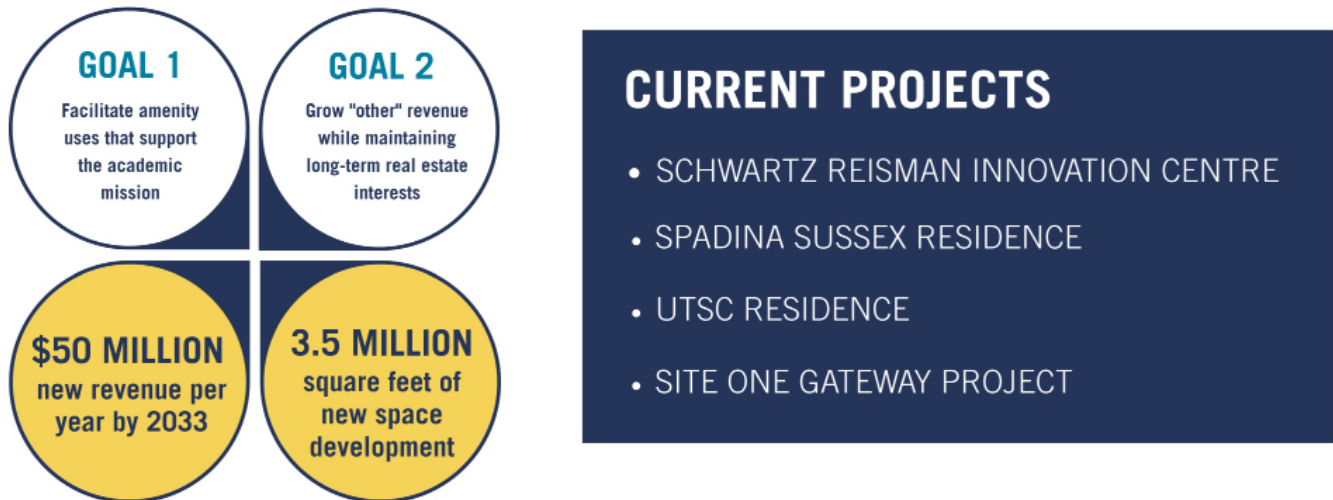 GOAL 1
Facilitate amenity
uses that support
the academic
mission
GOAL 2
Grow "other" revenue
while maintaining
long-term real estate
interests
$50 MILLION
new revenue per
year by 2033
3.5 MILLION
square feet of
new space
development
CURRENT PROJECTS
• SCHWARTZ REISMAN INNOVATION CENTRE
• SPADINA SUSSEX RESIDENCE
• UTSC RESIDENCE
• SITE ONE GATEWAY PROJECT